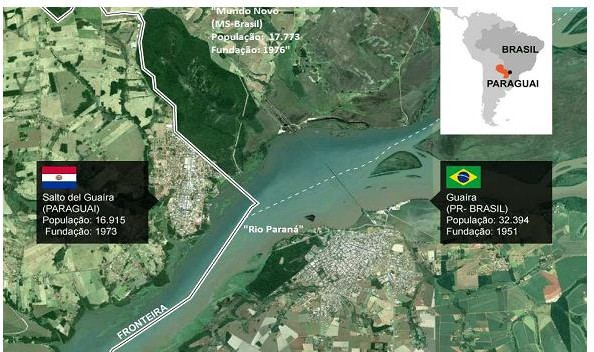 "Mundo Novo
(MS-Brasil)
População: 17.773
Fundação: 1976"
BRASIL
PARAGUAI
Salto del Guaíra
(PARAGUAI)
População: 16.915
Fundação: 1973
Guaíra
(PR- BRASIL)
População: 32.394
Fundação: 1951
"Rio Paraná"
FRONTEIRA